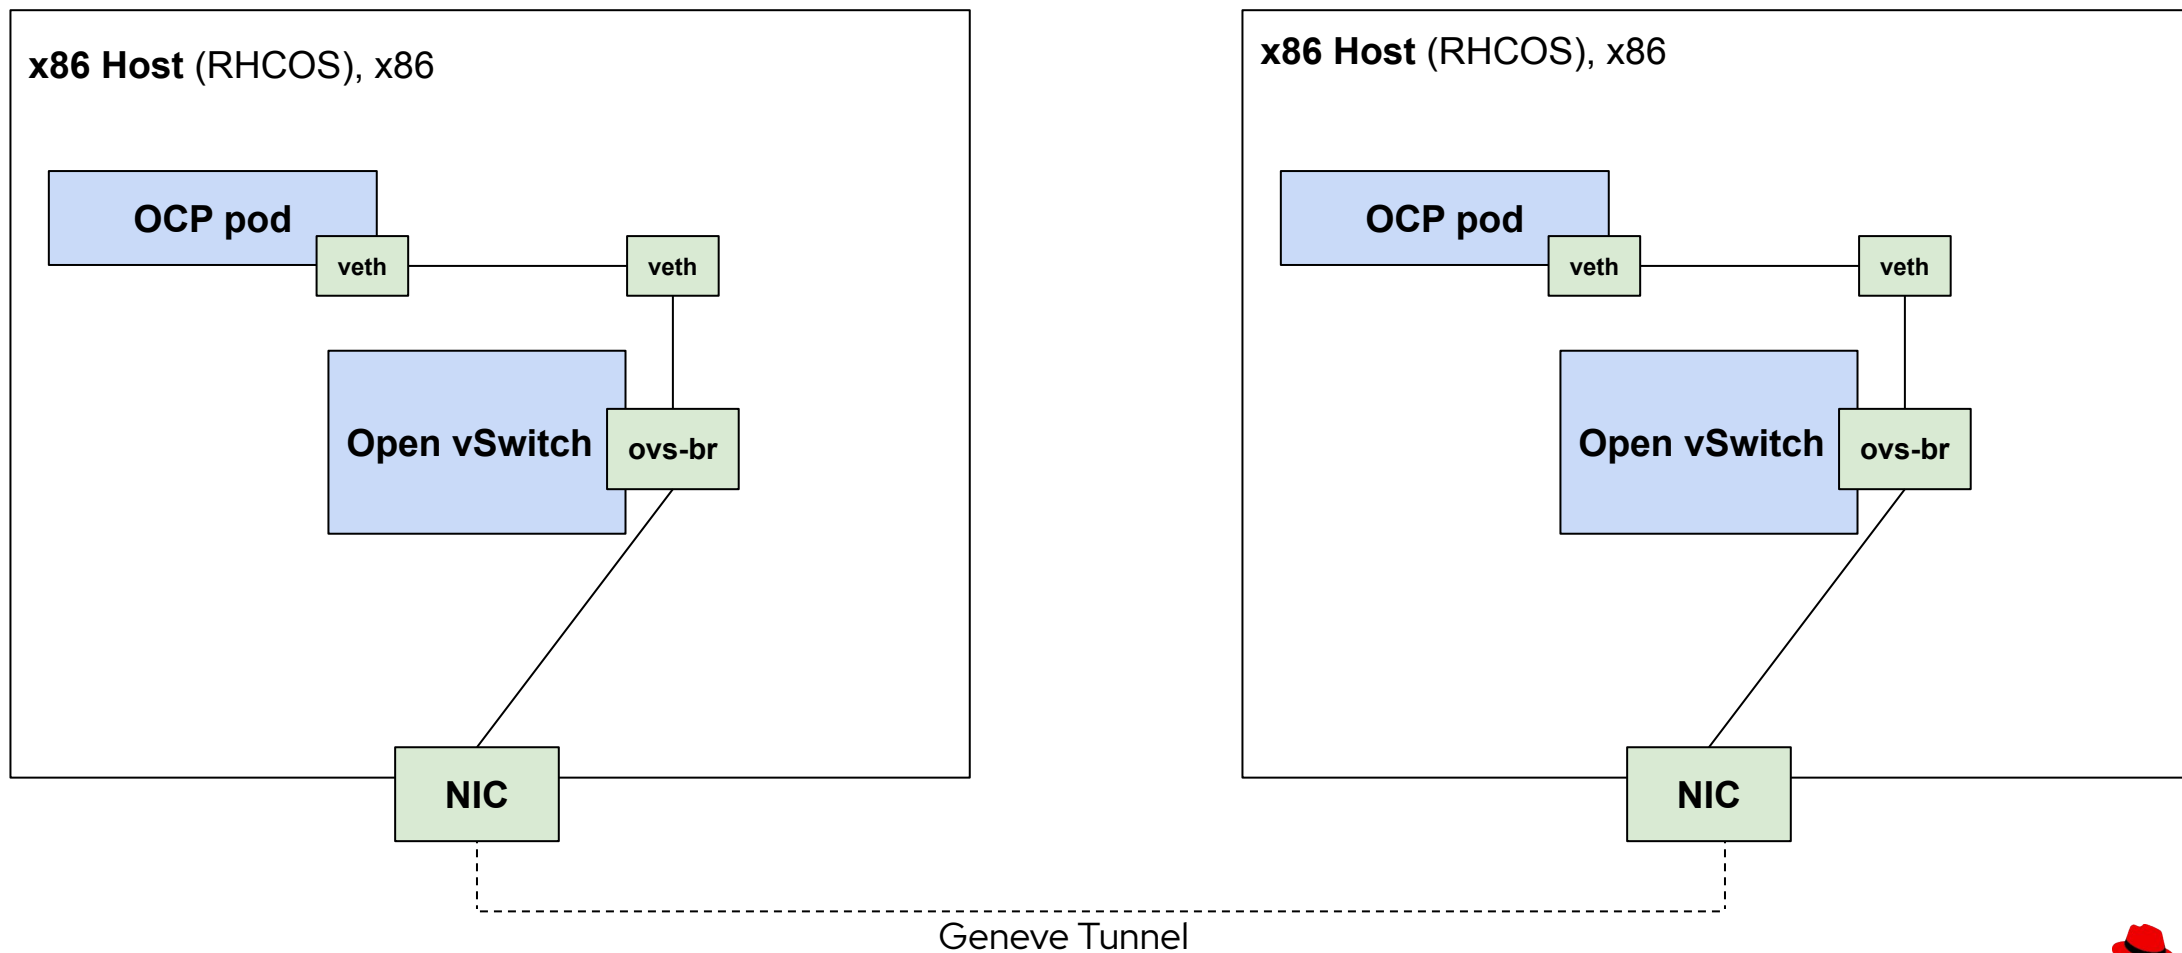 x86 Host (RHCOS), x86
OCP pod
veth
veth
Open vSwitch
ovs-br
NIC
x86 Host (RHCOS), x86
OCP pod
veth
veth
Open vSwitch
ovs-br
NIC
Geneve Tunnel